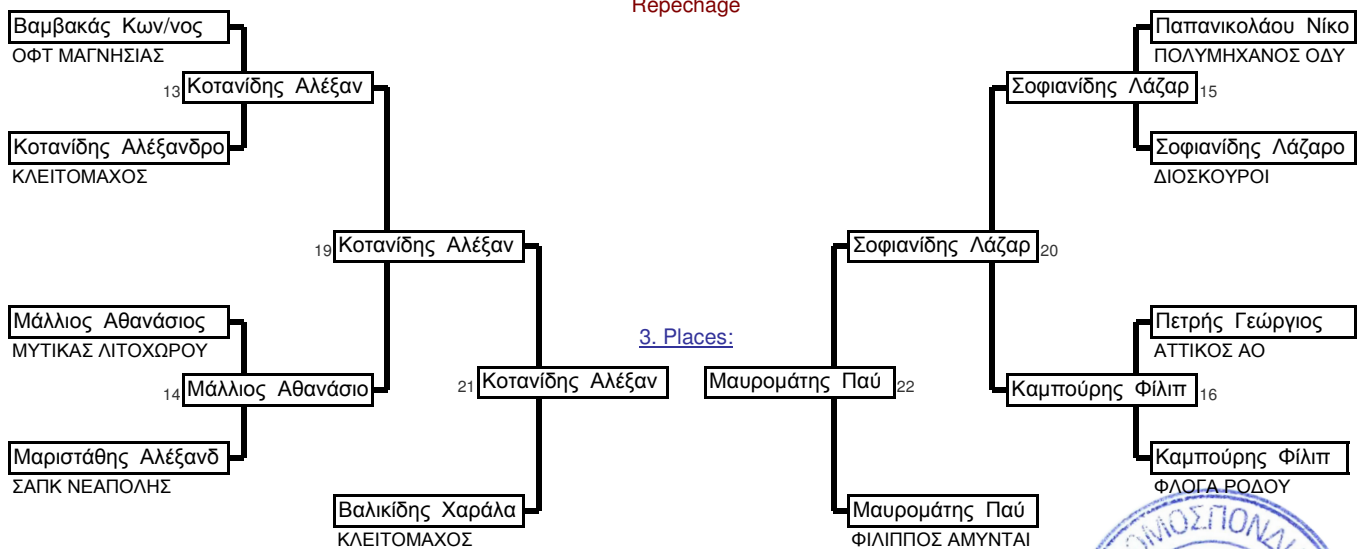 Repechage
Βαμβακάς Κων/νος
ΟΦΤ ΜΑΓΝΗΣΙΑΣ
13 Κοτανίδης Αλέξαν
Κοτανίδης Αλέξανδρο
ΚΛΕΙΤΟΜΑΧΟΣ
19 Κοτανίδης Αλέξαν
Μάλλιος Αθανάσιος
ΜΥΤΙΚΑΣ ΛΙΤΟΧΩΡΟΥ
14 Μάλλιος Αθανάσιο
Μαριστάθης Αλέξανδ
ΣΑΠΚ ΝΕΑΠΟΛΗΣ
21 Κοτανίδης Αλέξαν
Βαλικίδης Χαράλα
ΚΛΕΙΤΟΜΑΧΟΣ
3. Places:
Παπανικολάου Νίκο
ΠΟΛΥΜΗΧΑΝΟΣ ΟΔΥ
Σοφιανίδης Λάζαρ 15
Σοφιανίδης Λάζαρο
ΔΙΟΣΚΟΥΡΟΙ
Σοφιανίδης Λάζαρ 20
Πετρής Γεώργιος
ΑΤΤΙΚΟΣ ΑΟ
Καμπούρης Φίλιπ 16
Καμπούρης Φίλιπ
ΦΛΟΓΑ ΡΟΔΟΥ
Μαυρομάτης Παύ 22
Μαυρομάτης Παύ
ΦΙΛΙΠΠΟΣ ΑΜΥΝΤΑΙ